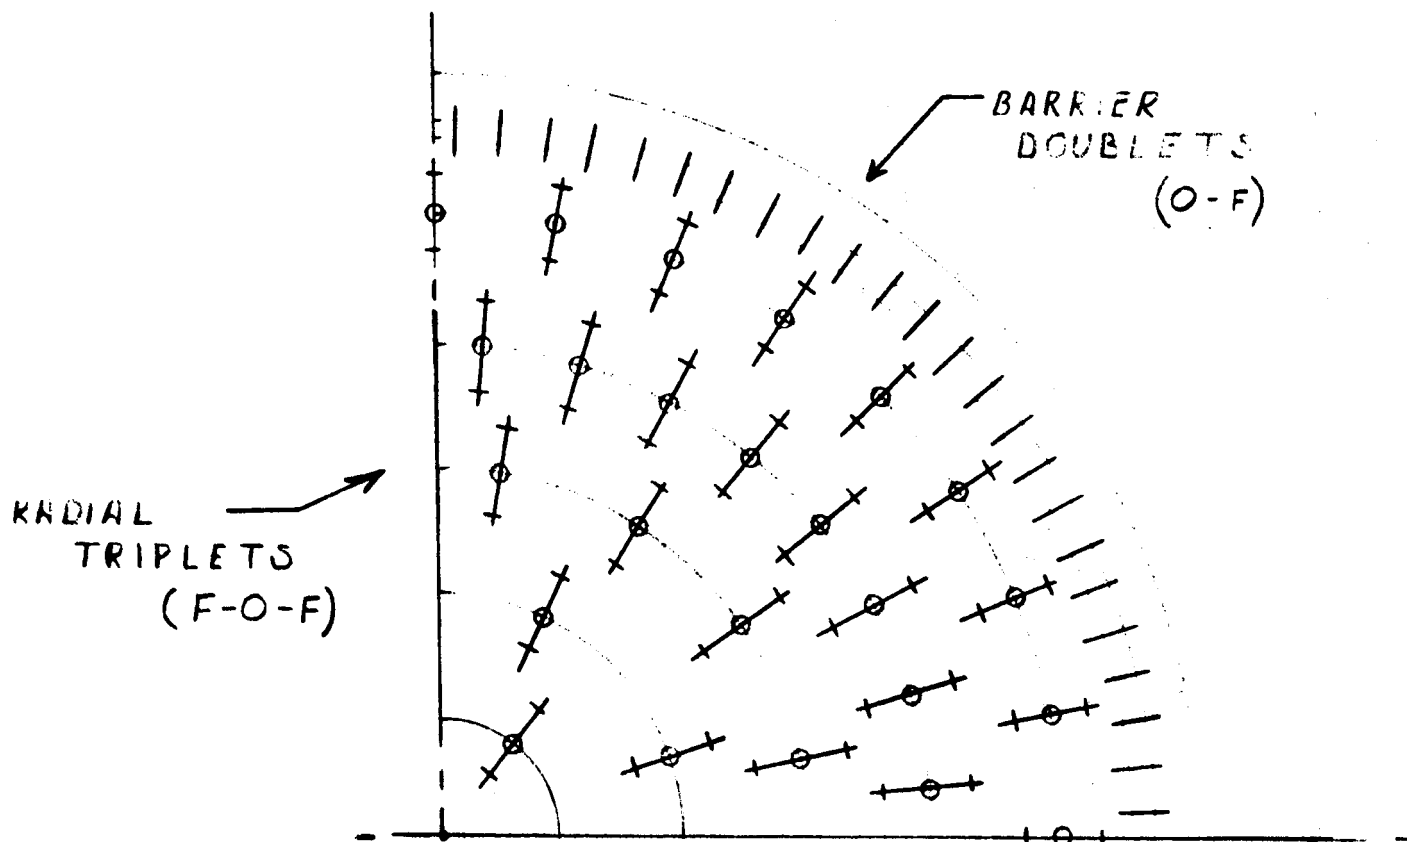 BARRIER
DOUBLETS
(O-F)
RADIAL
TRIPLETS
(F-O-F)